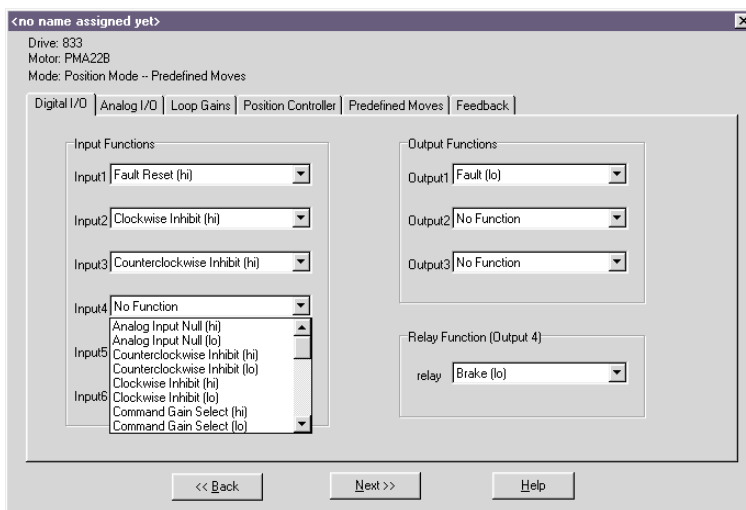 <no name assigned yet>
Drive: 833
Motor: PMA22B
Mode: Position Mode -- Predefined Moves
Digital I/O
Analog I/O
Loop Gains
Position Controller
Predefined Moves
Feedback
Input Functions
Input1 Fault Reset (hi)
Input2 Clockwise Inhibit (hi)
Input3 Counterclockwise Inhibit (hi)
Input4 No Function
Analog Input Null (hi)
Analog Input Null (lo)
Counterclockwise Inhibit (hi)
Counterclockwise Inhibit (lo)
Clockwise Inhibit (hi)
Clockwise Inhibit (lo)
Command Gain Select (hi)
Command Gain Select (lo)
Input5
Input6
Output Functions
Output1 Fault (lo)
Output2 No Function
Output3 No Function
Relay Function (Output 4)
relay Brake (lo)
<< Back
Next >>
Help